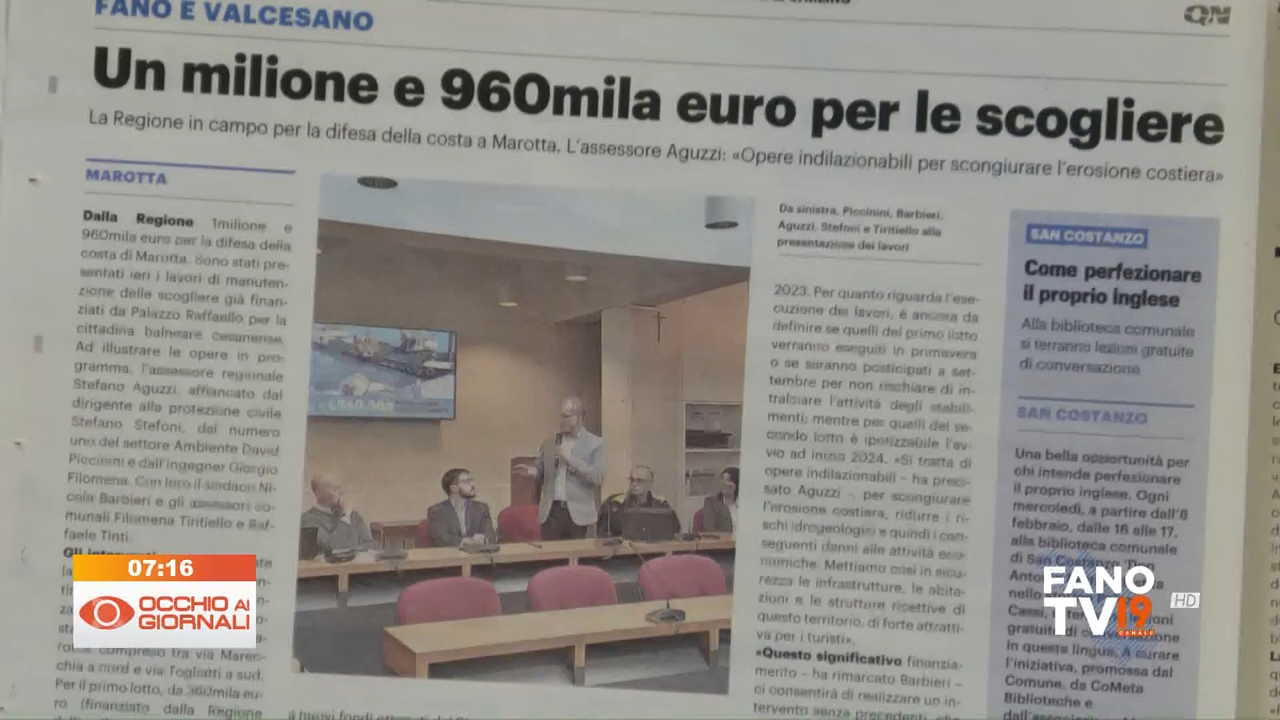 FANO E VALCESANO
QN
Un milione e 960mila euro per le scogliere
La Regione in campo per la difesa della costa a Marotta. L'assessore Aguzzi: «Opere indilazionabili per scongiurare l'erosione costiera»
MAROTTA
Dalla Regione 1milione e
960mila euro per la difesa della
costa di Marotta. Sono stati pre-
sentati ieri i lavori di manuten-
zione delle scogliere già finan-
ziati da Palazzo Raffaello per la
cittadina balneare cesanense.
Ad illustrare le opere in pro-
gramma, l'assessore regionale
Stefano Aguzzi, affiancato dal
dirigente alla protezione civile
Stefano Stefoni, dal numero
uno del settore Ambiente David
Piccinini e dall'ingegner Giorgio
Filomena. Con loro il sindaco Ni-
cola Barbieri e gli assessori co-
munali Filomena Tiritiello e Raf-
faele Tinti.
compreso tra via Maree-
chia a nord e via Togliatti a sud.
Per il primo lotto, da 360mila eu-
ro (finanziato dalla Regione
Da sinistra, Piccinini, Barbieri,
Aguzzi, Stefoni e Tiritiello alla
presentazione dei lavori
2023. Per quanto riguarda l'ese-
cuzione dei lavori, è ancora da
definire se quelli del primo lotto
verranno eseguiti in primavera
o se saranno posticipati a set-
tembre per non rischiare di in-
tralciare l'attività degli stabili-
menti; mentre per quelli del se-
condo lotto è ipotizzabile l'av-
vio ad inizio 2024. «Si tratta di
opere indilazionabili – ha preci-
sato Aguzzi –, per scongiurare
l'erosione costiera, ridurre i ri-
schi idrogeologici e quindi i con-
seguenti danni alle attività eco-
nomiche. Mettiamo così in sicu-
rezza le infrastrutture, le abita-
zioni e le strutture ricettive di
questo territorio, di forte attratti-
va per i turisti».
«Questo significativo finanzia-
mento – ha rimarcato Barbieri –
ci consentirà di realizzare un in-
tervento senza precedenti, che
SAN COSTANZO
Come perfezionare
il proprio inglese
Alla biblioteca comunale
si terranno lezioni gratuite
di conversazione
SAN COSTANZO
Una bella opportunità per
chi intende perfezionare
il proprio inglese. Ogni
mercoledì, a partire dall'8
febbraio, dalle 16 alle 17,
alla biblioteca comunale
di San Costanzo
in questa lingua. A curare
l'iniziativa, promossa dal
Comune, da CoMeta
Biblioteche e
07:16
OCCHIO AI
GIORNALI
FANO
TV19
CANALE
HD